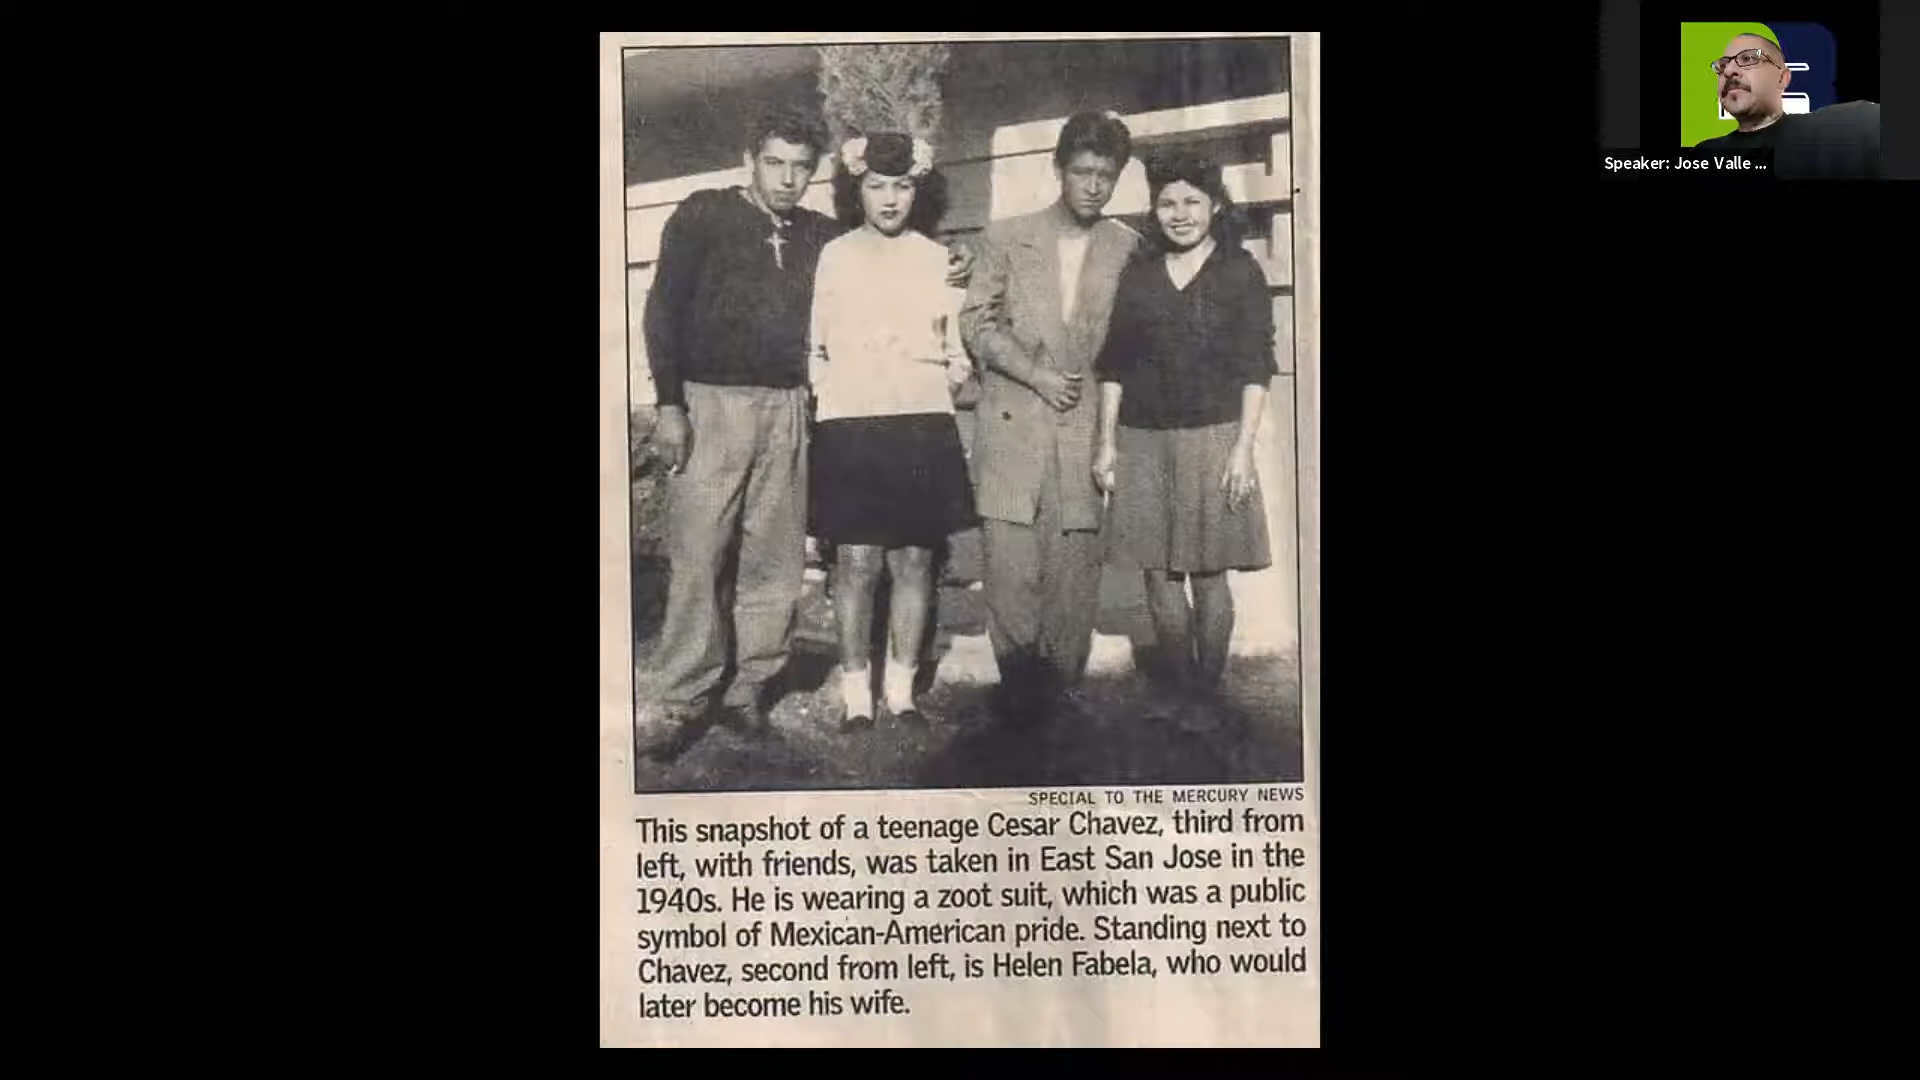 Speaker: Jose Valle ...
SPECIAL TO THE MERCURY NEWS
This snapshot of a teenage Cesar Chavez, third from
left, with friends, was taken in East San Jose in the
1940s. He is wearing a zoot suit, which was a public
symbol of Mexican-American pride. Standing next to
Chavez, second from left, is Helen Fabela, who would
later become his wife.